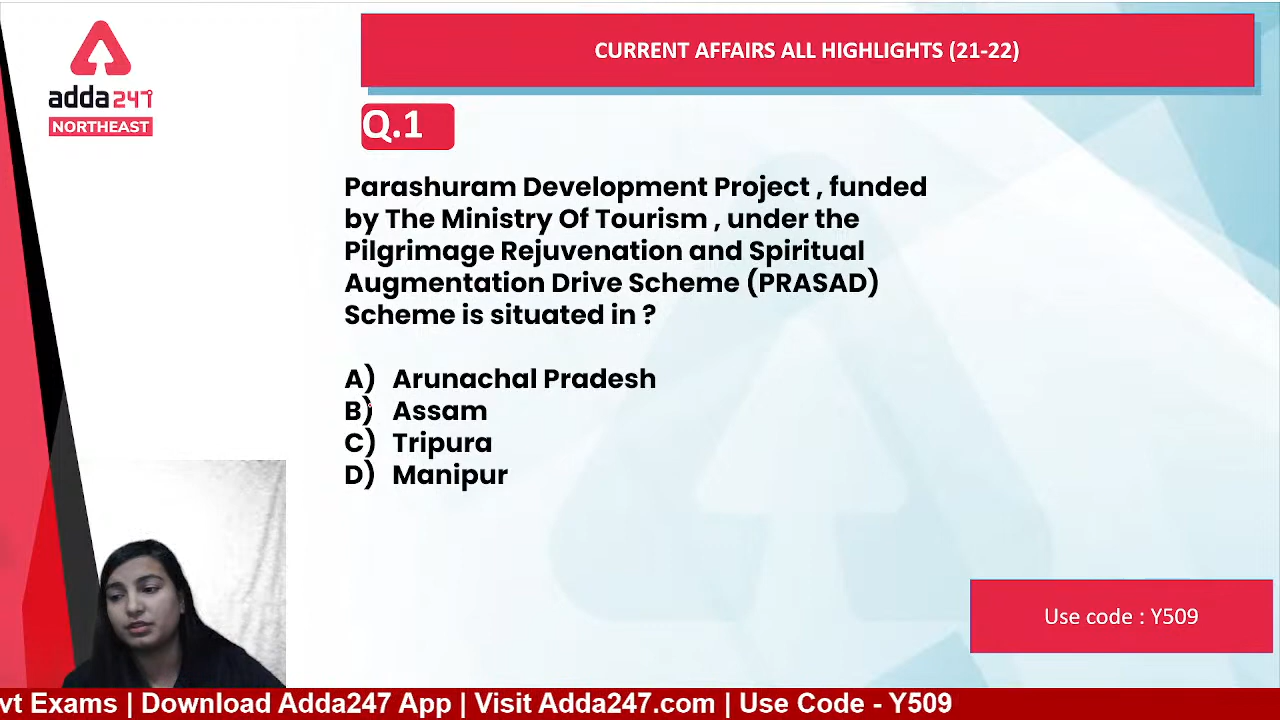 adda247
NORTHEAST
CURRENT AFFAIRS ALL HIGHLIGHTS (21-22)
Q.1
Parashuram Development Project , funded
by The Ministry Of Tourism , under the
Pilgrimage Rejuvenation and Spiritual
Augmentation Drive Scheme (PRASAD)
Scheme is situated in ?
A) Arunachal Pradesh
B) Assam
C) Tripura
D) Manipur
Use code : Y509
vt Exams | Download Adda247 App | Visit Adda247.com | Use Code - Y509